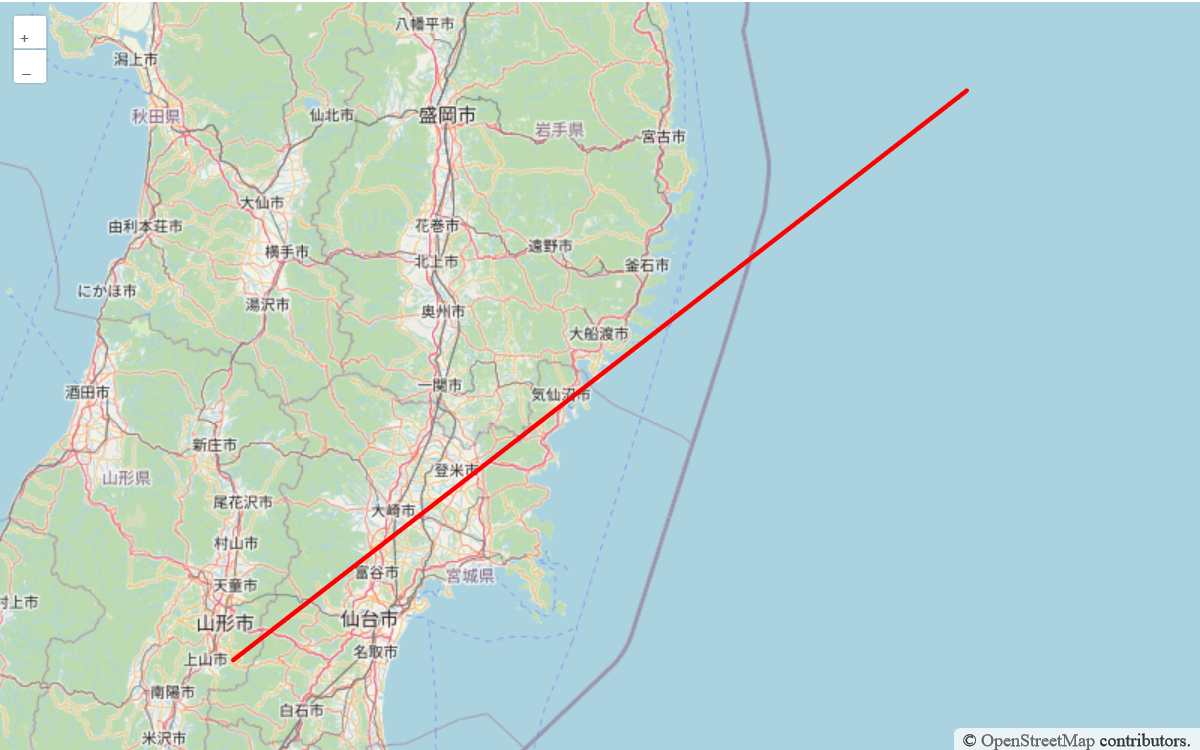 +
–
八幡平市
潟上市
秋田県
仙北市
盛岡市
岩手県
宮古市
大仙市
由利本荘市
花巻市
遠野市
横手市
北上市
釜石市
にかほ市
湯沢市
奥州市
大船渡市
酒田市
一関市
気仙沼市
新庄市
登米市
山形県
尾花沢市
大崎市
村山市
富谷市
宮城県
天童市
村上市
山形市
仙台市
上山市
名取市
南陽市
白石市
米沢市
© OpenStreetMap contributors.